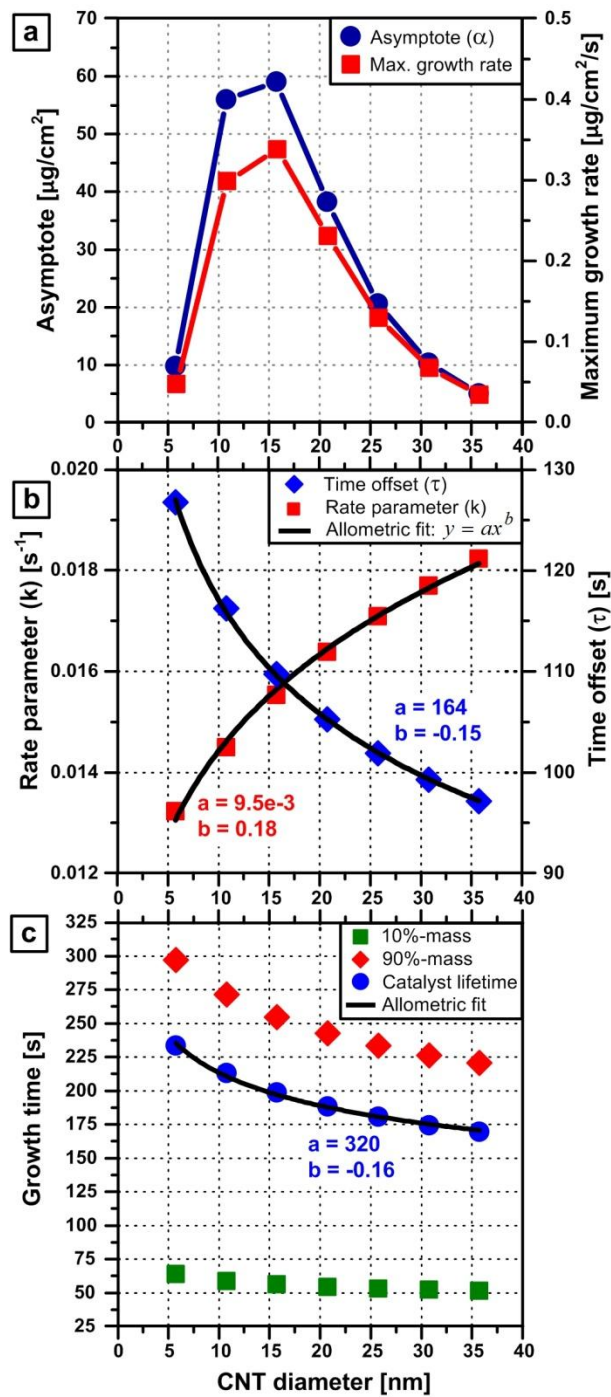 a
Asymptote (α)
Max. growth rate
Asymptote [μg/cm²]
Maximum growth rate [μg/cm²/s]
70
60
50
40
30
20
10
0
0.5
0.4
0.3
0.2
0.1
0.0
0 5 10 15 20 25 30 35 40
b
Time offset (τ)
Rate parameter (k)
Allometric fit: y = axᵇ
Rate parameter (k) [s⁻¹]
Time offset (τ) [s]
0.020
0.018
0.016
0.014
0.012
130
120
110
100
90
a = 164
b = -0.15
a = 9.5e-3
b = 0.18
0 5 10 15 20 25 30 35 40
c
10%-mass
90%-mass
Catalyst lifetime
Allometric fit
Growth time [s]
325
300
275
250
225
200
175
150
125
100
75
50
25
a = 320
b = -0.16
0 5 10 15 20 25 30 35 40
CNT diameter [nm]